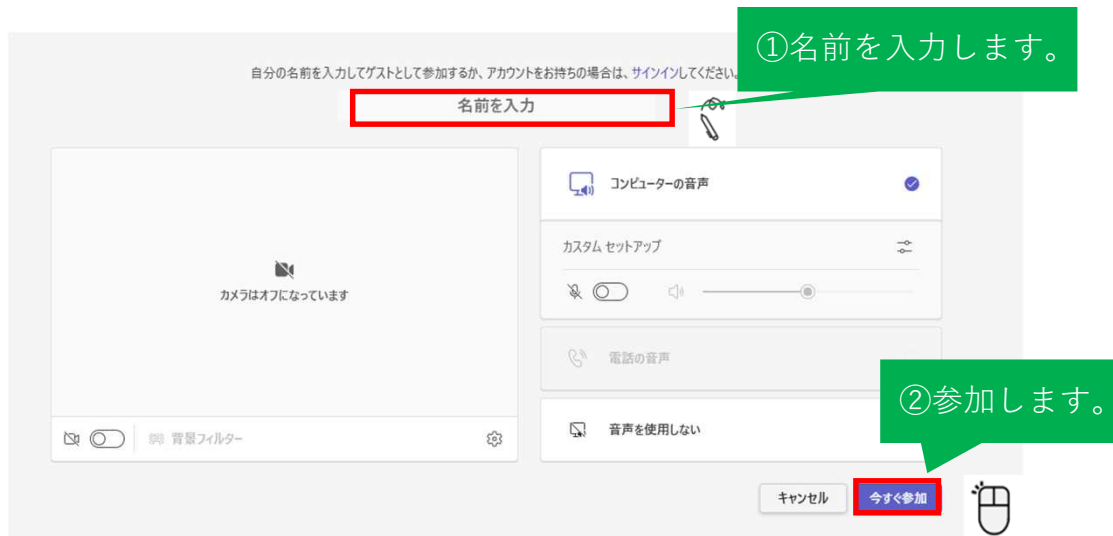 ①名前を入力します。
自分の名前を入力してゲストとして参加するか、アカウントをお持ちの場合は、サインインしてください。
名前を入力
コンピューターの音声
カスタム セットアップ
カメラはオフになっています
電話の音声
②参加します。
背景フィルター
音声を使用しない
キャンセル
今すぐ参加